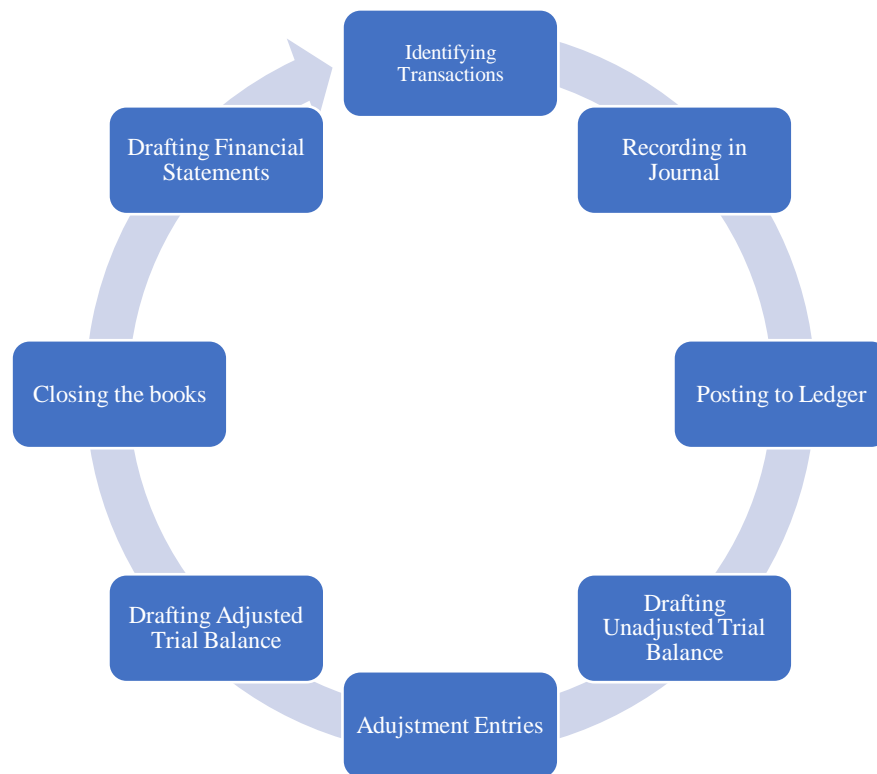 Identifying
Transactions
Recording in
Journal
Posting to Ledger
Drafting
Unadjusted Trial
Balance
Adujstment Entries
Drafting Adjusted
Trial Balance
Closing the books
Drafting Financial
Statements